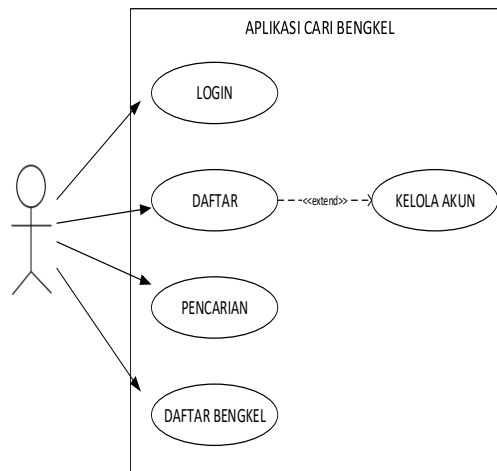 APLIKASI CARI BENGKEL
LOGIN
DAFTAR
<<extend>>
KELOLA AKUN
PENCARIAN
DAFTAR BENGKEL